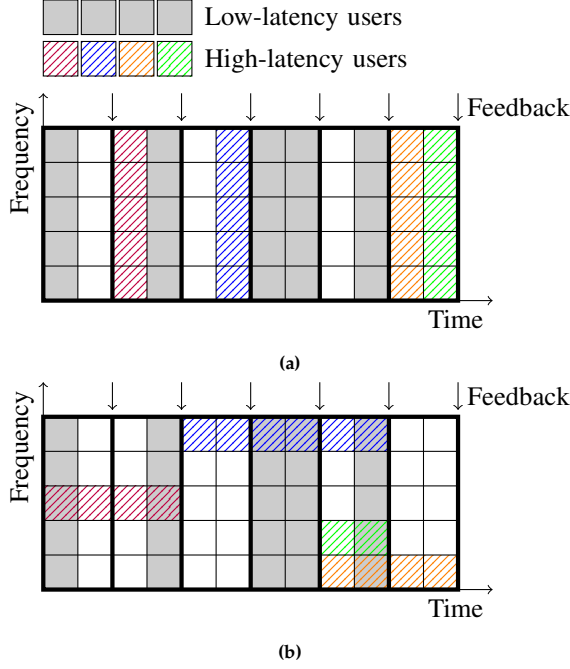 Low-latency users
High-latency users
Feedback
Frequency
Time
(a)
Feedback
Frequency
Time
(b)